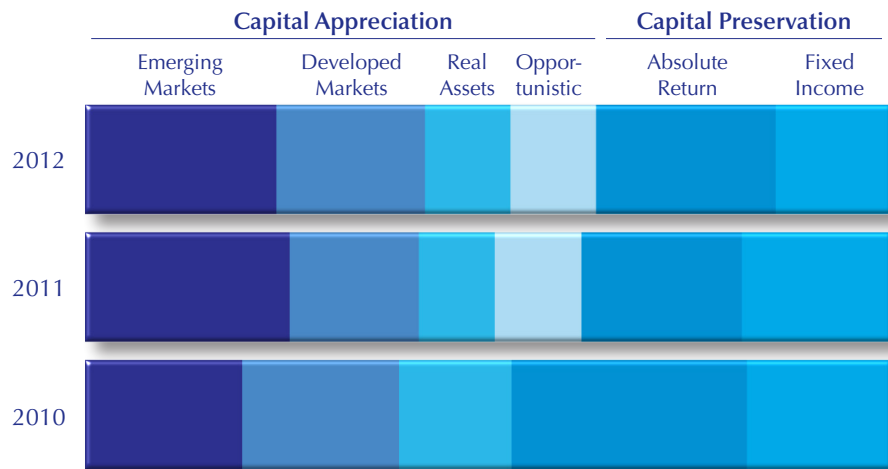 Capital Appreciation Capital Preservation
Emerging Developed Real Oppor- Absolute Fixed
Markets Markets Assets tunistic Return Income
2012
2011
2010